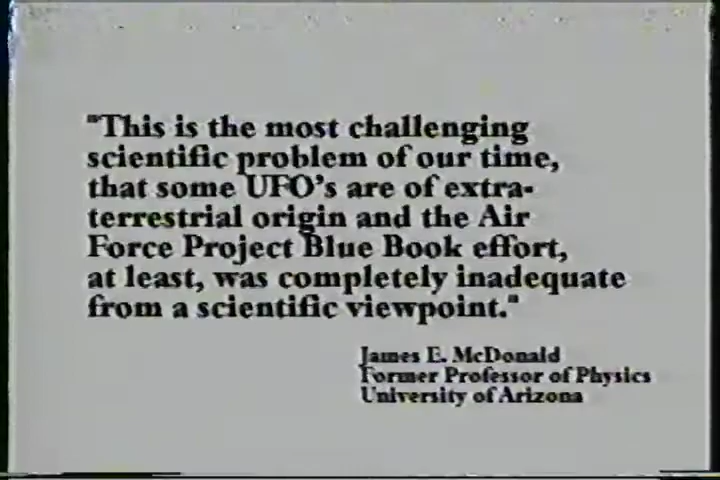 "This is the most challenging
scientific problem of our time,
that some UFO's are of extra-
terrestrial origin and the Air
Force Project Blue Book effort,
at least, was completely inadequate
from a scientific viewpoint."
James E. McDonald
Former Professor of Physics
University of Arizona